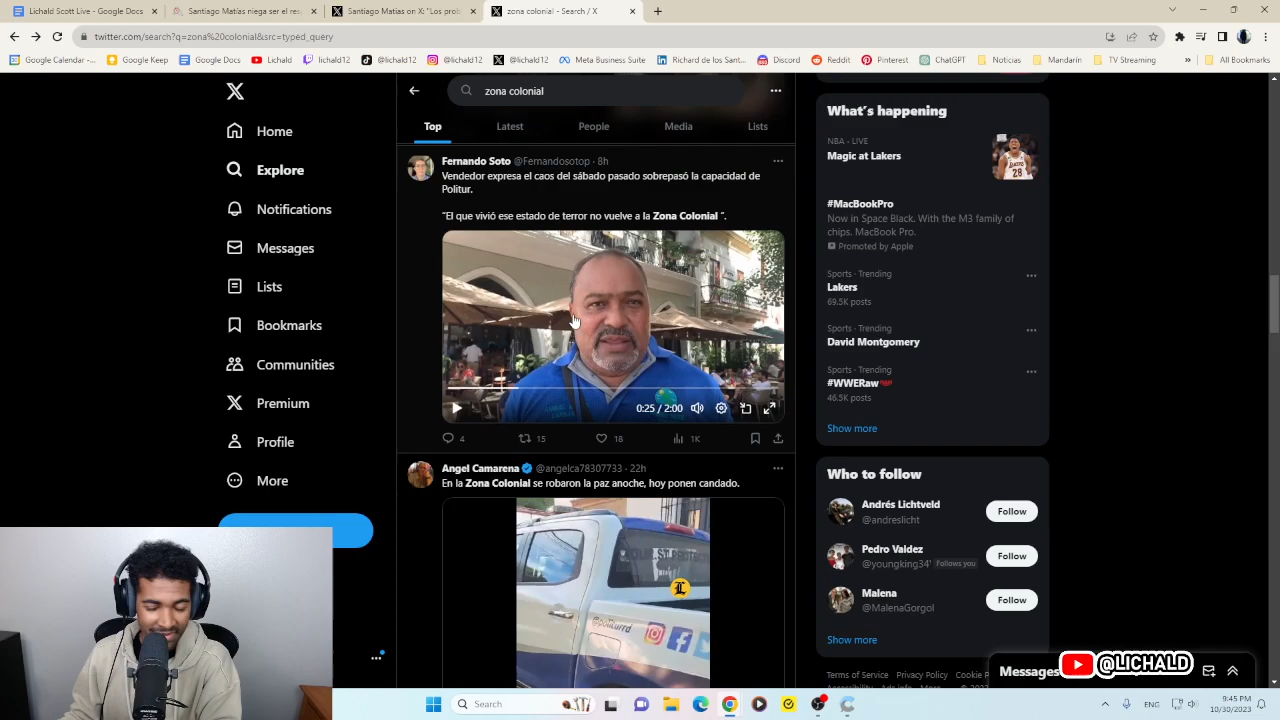 Lichald Scott Lives - Google Docs
Santiago Matías niega ser el res
Santiago Matías on X: "Los prec
zona colonial - Search / X
twitter.com/search?q=zona%20colonial&src=typed_query
Google Calendar -...
Google Keep
Google Docs
Lichald
lichald12
@lichald12
@lichald12
@lichald12
Meta Business Suite
Richard de los Sant...
Discord
Reddit
Pinterest
ChatGPT
Noticias
Mandarín
TV Streaming
»
All Bookmarks
zona colonial
Top
Latest
People
Media
Lists
Home
Explore
Notifications
Messages
Lists
Bookmarks
Communities
Premium
Profile
More
Fernando Soto @Fernandosotop · 8h
Vendedor expresa el caos del sábado pasado sobrepasó la capacidad de
Politur.
"El que vivió ese estado de terror no vuelve a la Zona Colonial ".
0:25 / 2:00
4
15
18
1K
Angel Camarena @angelca78307733 · 22h
En la Zona Colonial se robaron la paz anoche, hoy ponen candado.
@politurrd
L
What's happening
NBA · LIVE
Magic at Lakers
#MacBookPro
Now in Space Black. With the M3 family of
chips. MacBook Pro.
Promoted by Apple
Sports · Trending
Lakers
69.5K posts
Sports · Trending
David Montgomery
Sports · Trending
#WWERaw
46.5K posts
Show more
Who to follow
Andrés Lichtveld
@andreslicht
Follow
Pedro Valdez
@youngking34
Follows you
Follow
Malena
@MalenaGorgol
Follow
Show more
Terms of Service
Privacy Policy
Cookie P
Messages
@LICHALD
Search
ENG
9:45 PM
10/30/2023